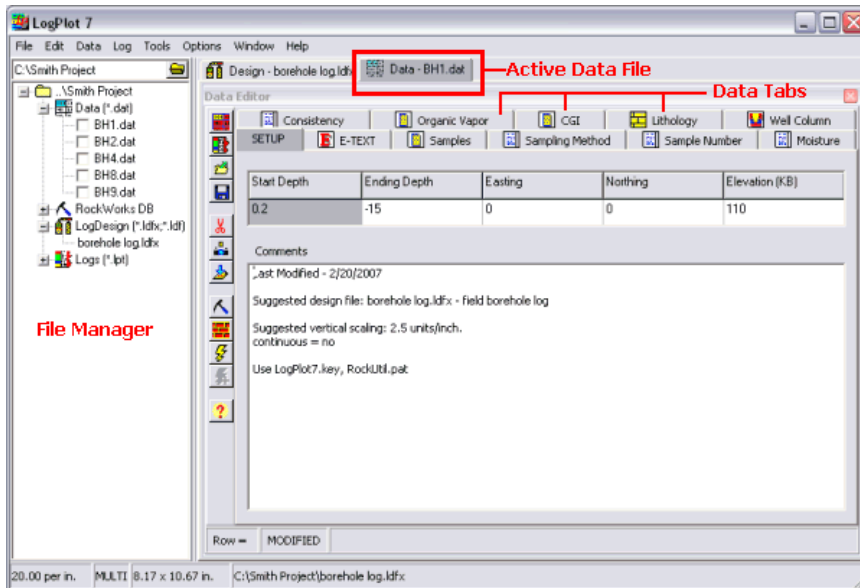 LogPlot 7
File Edit Data Log Tools Options Window Help
C:\Smith Project
Design - borehole log.ldfx
Data - BH1.dat
Active Data File
Data Editor
Data Tabs
Consistency Organic Vapor CGI Lithology Well Column
SETUP E-TEXT Samples Sampling Method Sample Number Moisture
..\Smith Project
Data (*.dat)
BH1.dat
BH2.dat
BH4.dat
BH8.dat
BH9.dat
RockWorks DB
LogDesign (*.ldfx;*.ldf)
borehole log.ldfx
Logs (*.lpt)
File Manager
Start Depth Ending Depth Easting Northing Elevation (KB)
0.2 -15 0 0 110
Comments
Last Modified - 2/20/2007
Suggested design file: borehole log.ldfx - field borehole log
Suggested vertical scaling: 2.5 units/inch.
continuous = no
Use LogPlot7.key, RockUtil.pat
Row = MODIFIED
20.00 per in. MULTI 8.17 x 10.67 in. C:\Smith Project\borehole log.ldfx